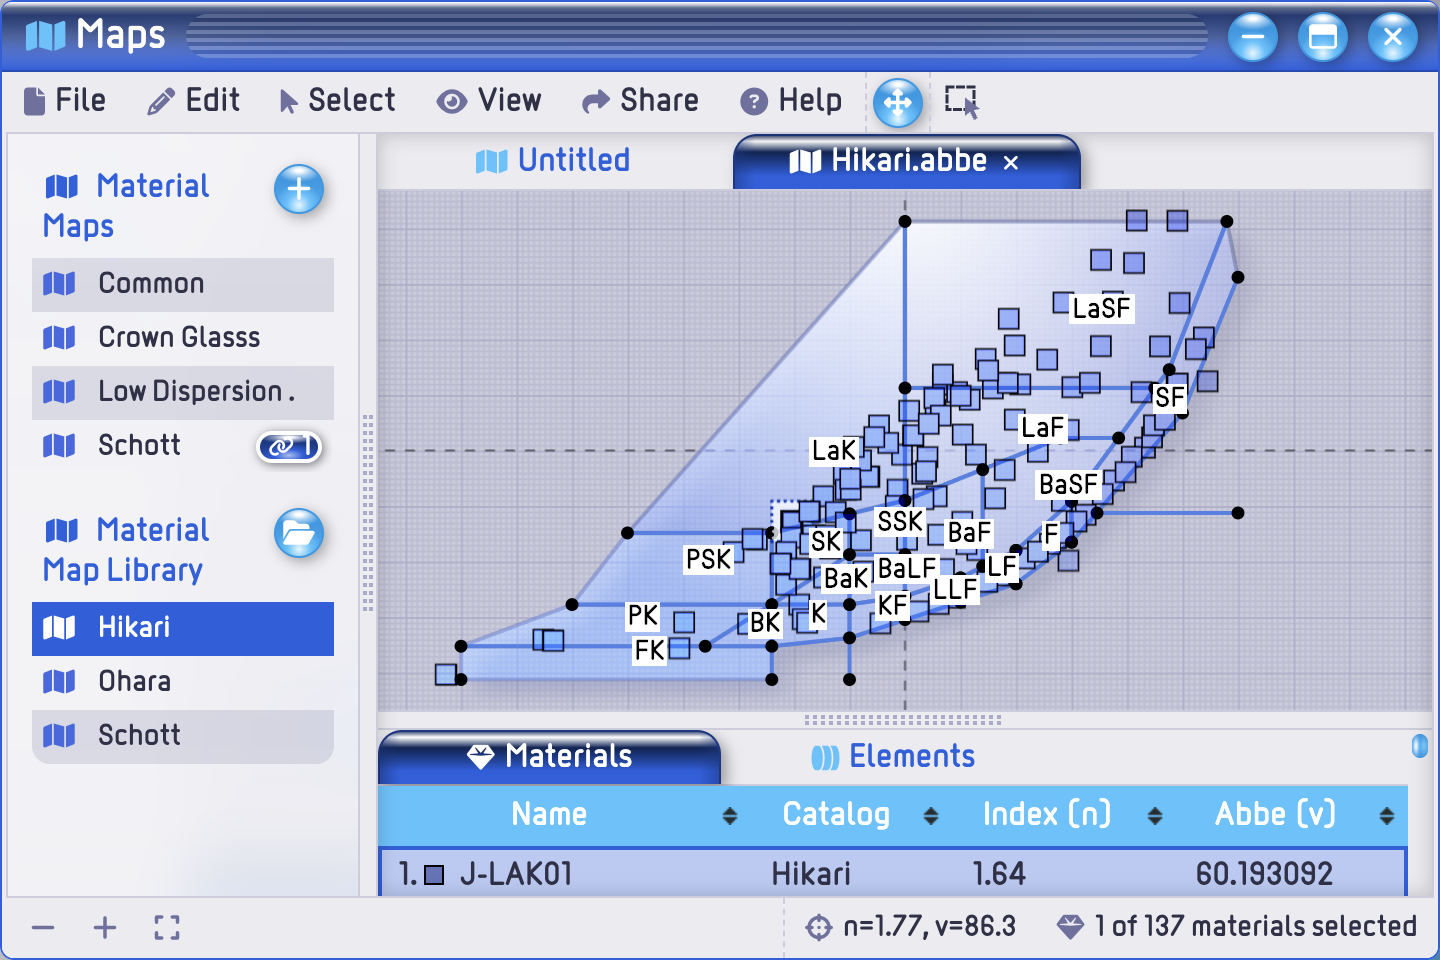 Maps
File Edit Select View Share Help
Material
Maps
Common
Crown Glasss
Low Dispersion .
Schott 1
Material
Map Library
Hikari
Ohara
Schott
Untitled Hikari.abbe
LaSF
SF
LaF
LaK
BaSF
SSK
BaF
F
SK
PSK
LF
BaLF
BaK
LLF
KF
K
PK
BK
FK
Materials Elements
Name Catalog Index (n) Abbe (v)
1. J-LAK01 Hikari 1.64 60.193092
n=1.77, v=86.3 1 of 137 materials selected